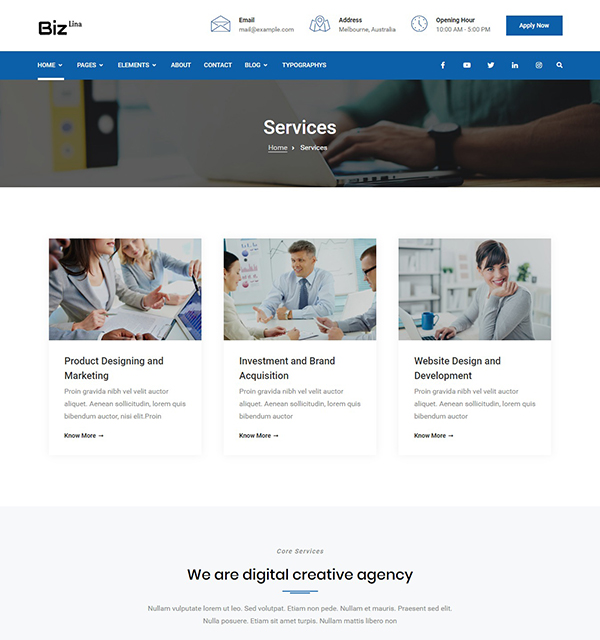 Biz Lina
Email
mail@example.com
Address
Melbourne, Australia
Opening Hour
10:00 AM - 5:00 PM
Apply Now
HOME PAGES ELEMENTS ABOUT CONTACT BLOG TYPOGRAPHYS
Services
Home Services
Product Designing and
Marketing
Proin gravida nibh vel velit auctor
aliquet. Aenean sollicitudin, lorem quis
bibendum auctor, nisi elit.Proin
Know More →
Investment and Brand
Acquisition
Proin gravida nibh vel velit auctor
aliquet. Aenean sollicitudin, lorem quis
bibendum auctor
Know More →
Website Design and
Development
Proin gravida nibh vel velit auctor
aliquet. Aenean sollicitudin, lorem quis
bibendum auctor
Know More →
Core Services
We are digital creative agency
Nullam vulputate lorem ut leo. Sed volutpat. Etiam non pede. Nullam et mauris. Praesent sed elit.
Nulla posuere. Etiam sit amet turpis. Nullam mattis libero non